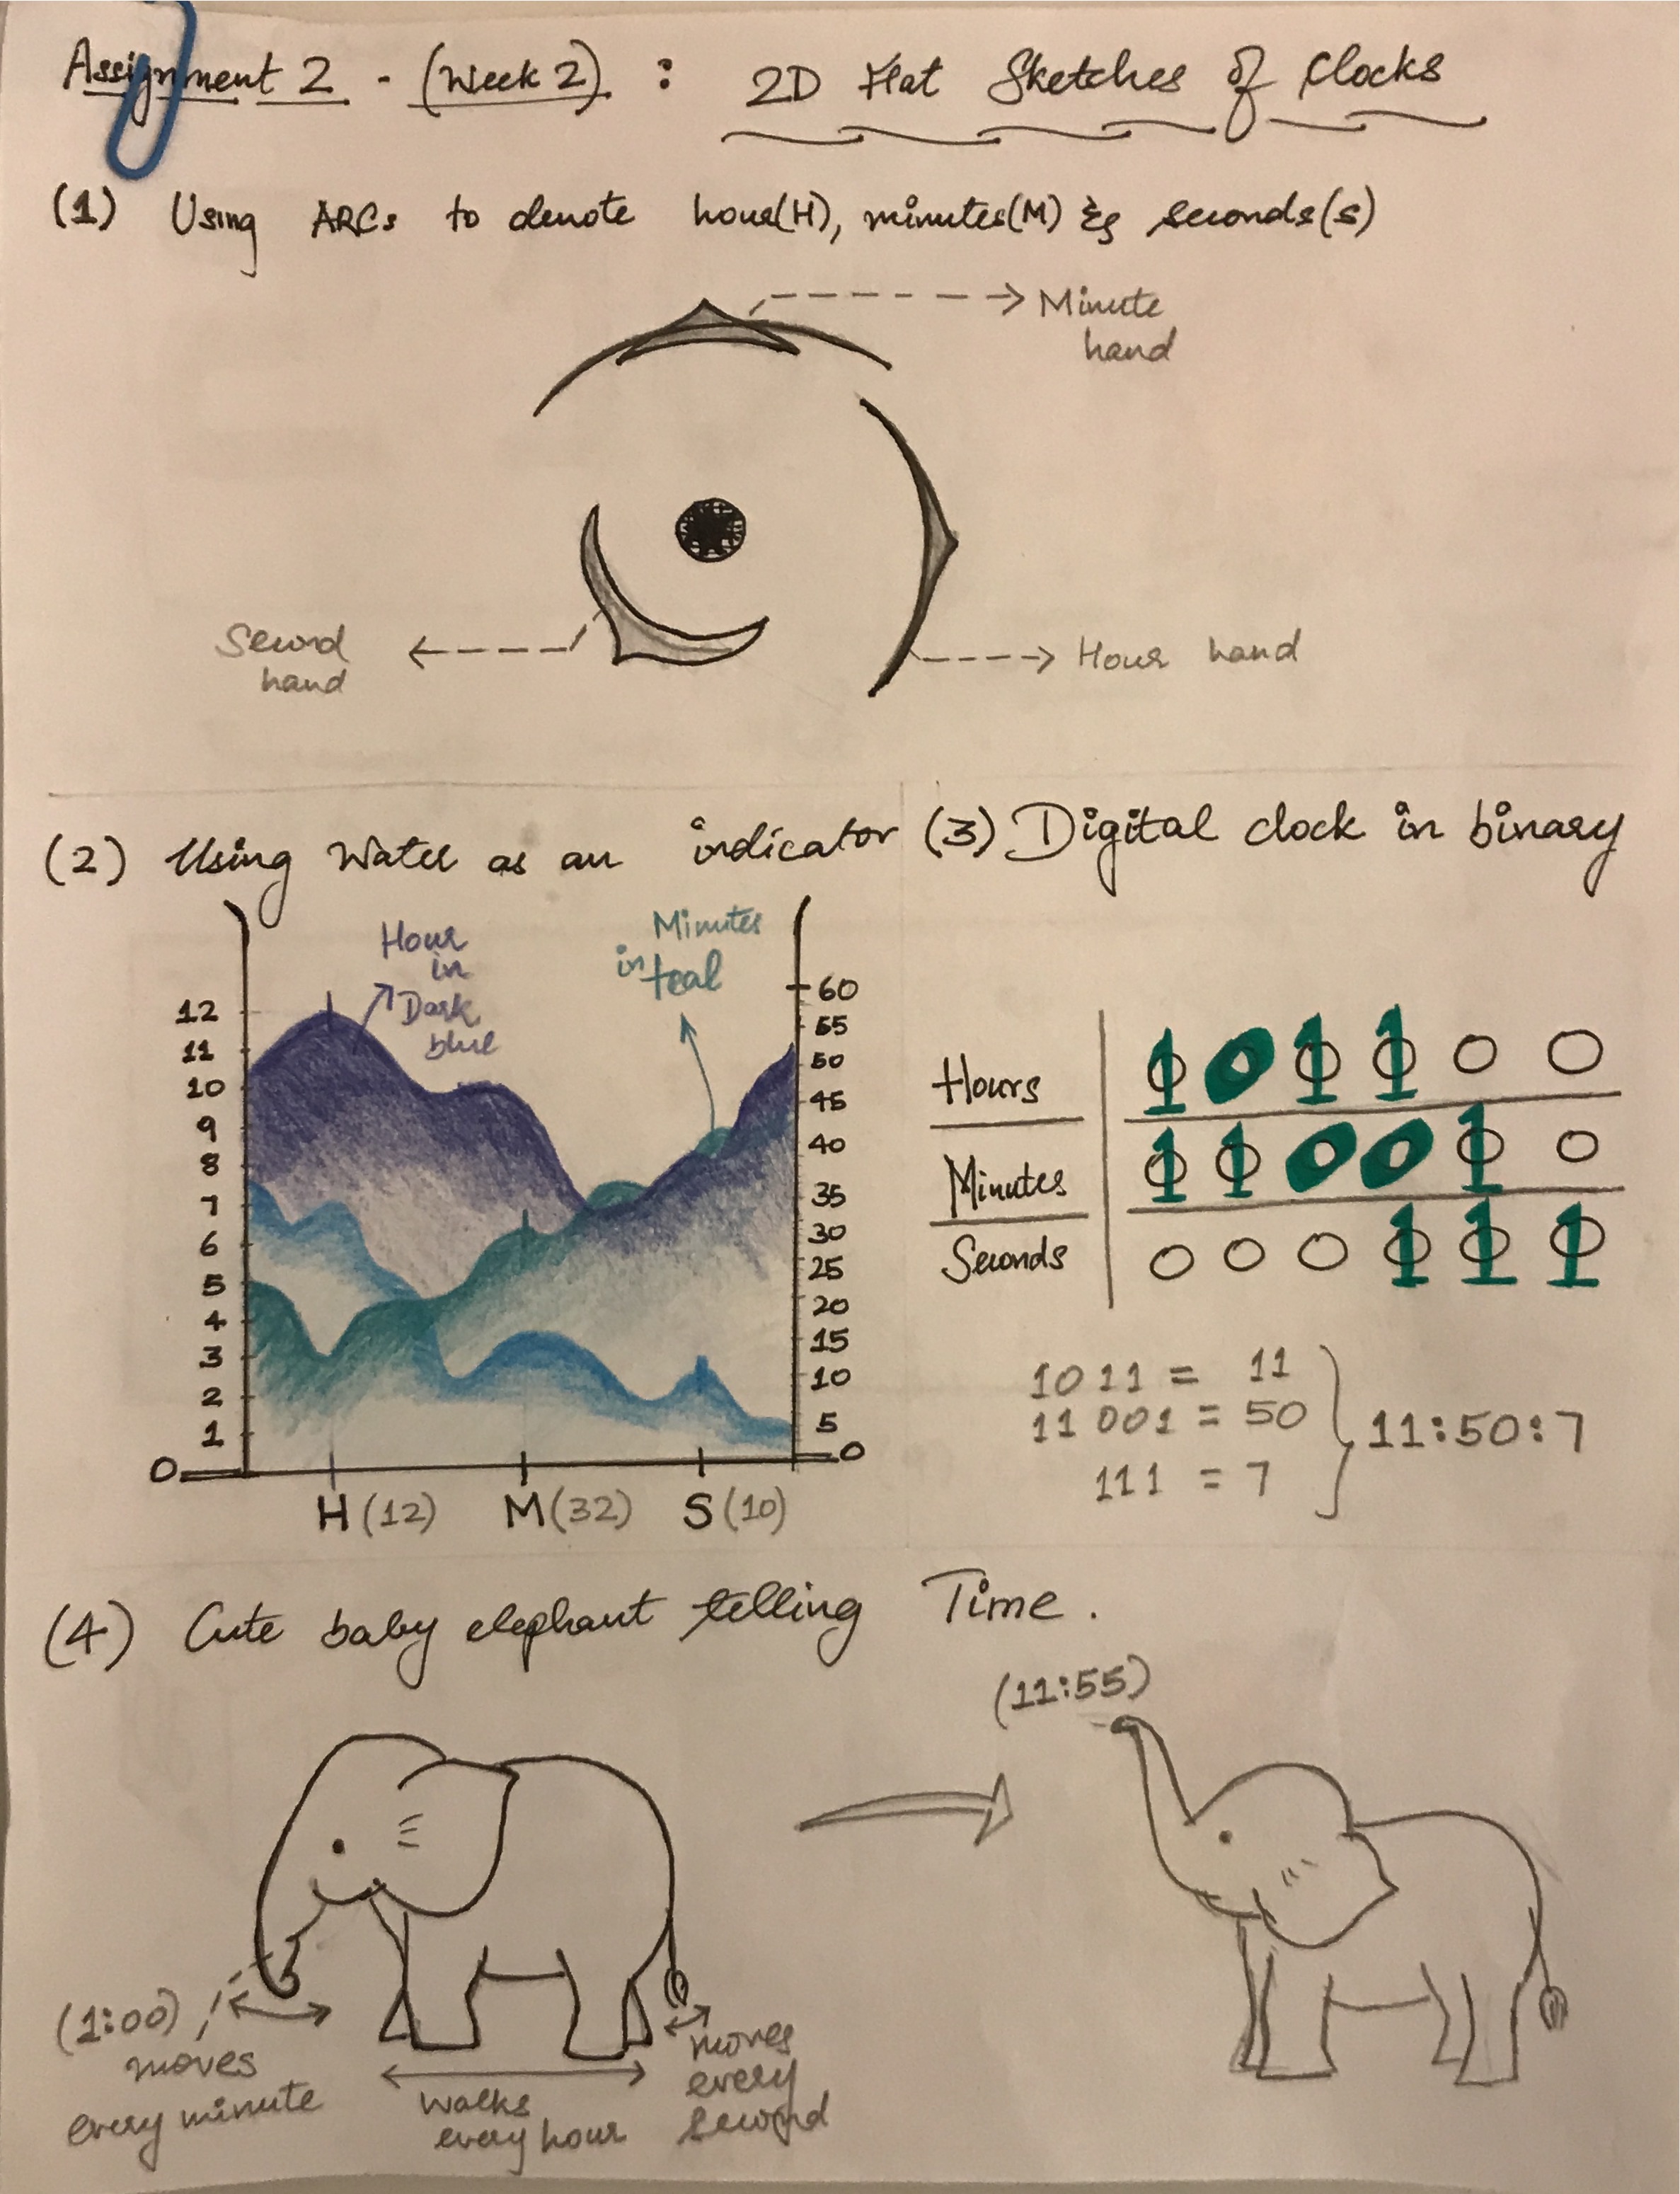 Assignment 2 - (Week 2) : 2D Flat Sketches of Clocks
(1) Using ARCs to denote hour(H), minutes(M) & seconds(s)
Minute
hand
Second
hand
Hour hand
(2) Using Water as an indicator
Hour
in
Dark
blue
Minutes
in teal
12
11
10
9
8
7
6
5
4
3
2
1
0
60
55
50
45
40
35
30
25
20
15
10
5
0
H (12) M (32) S (10)
(3) Digital clock in binary
Hours 1 0 1 1 0 0
Minutes 1 1 0 0 1 0
Seconds 0 0 0 1 1 1
1011 = 11
11 001 = 50
111 = 7
11:50:7
(4) Cute baby elephant telling Time.
(11:55)
(1:00)
moves
every minute
walks
every hour
moves
every
second